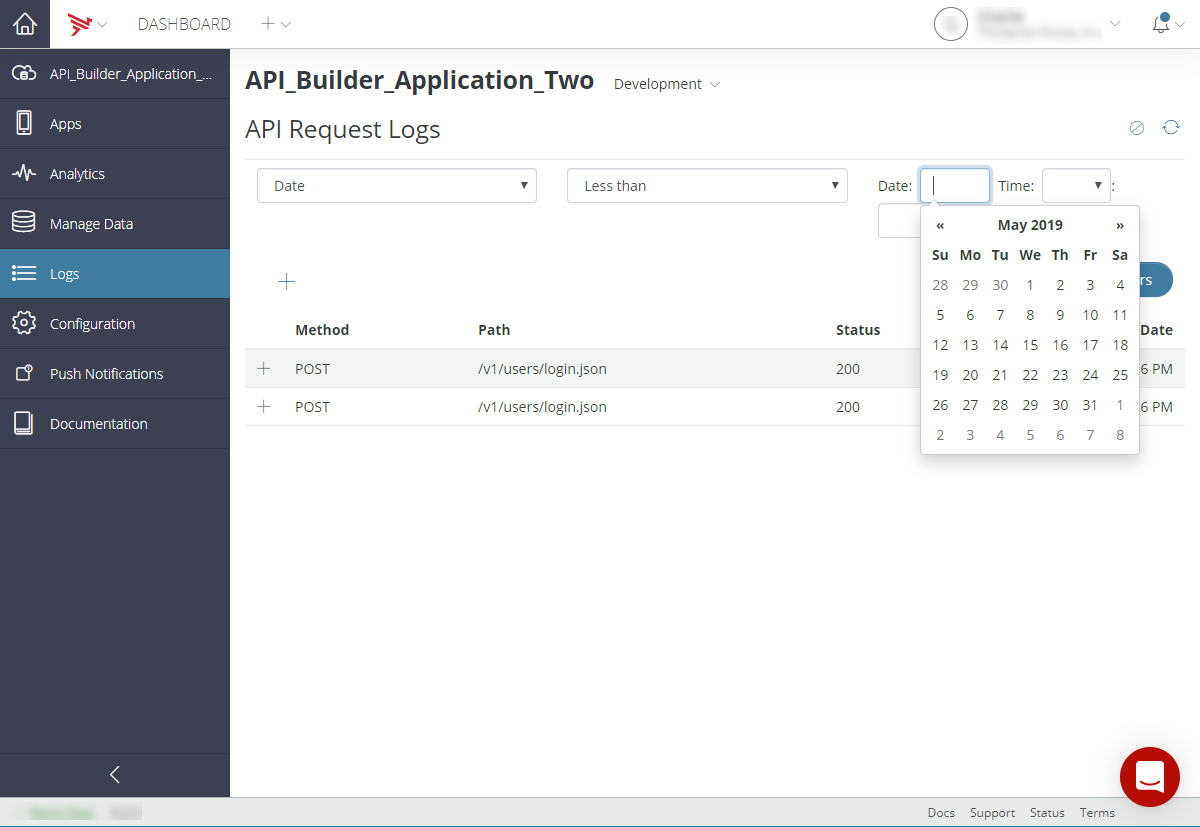 DASHBOARD
API_Builder_Application_...
Apps
Analytics
Manage Data
Logs
Configuration
Push Notifications
Documentation
API_Builder_Application_Two Development
API Request Logs
Date Less than Date: Time: :
« May 2019 »
Su Mo Tu We Th Fr Sa
28 29 30 1 2 3 4
5 6 7 8 9 10 11
12 13 14 15 16 17 18
19 20 21 22 23 24 25
26 27 28 29 30 31 1
2 3 4 5 6 7 8
rs
Method Path Status Date
POST /v1/users/login.json 200 6 PM
POST /v1/users/login.json 200 6 PM
Docs Support Status Terms